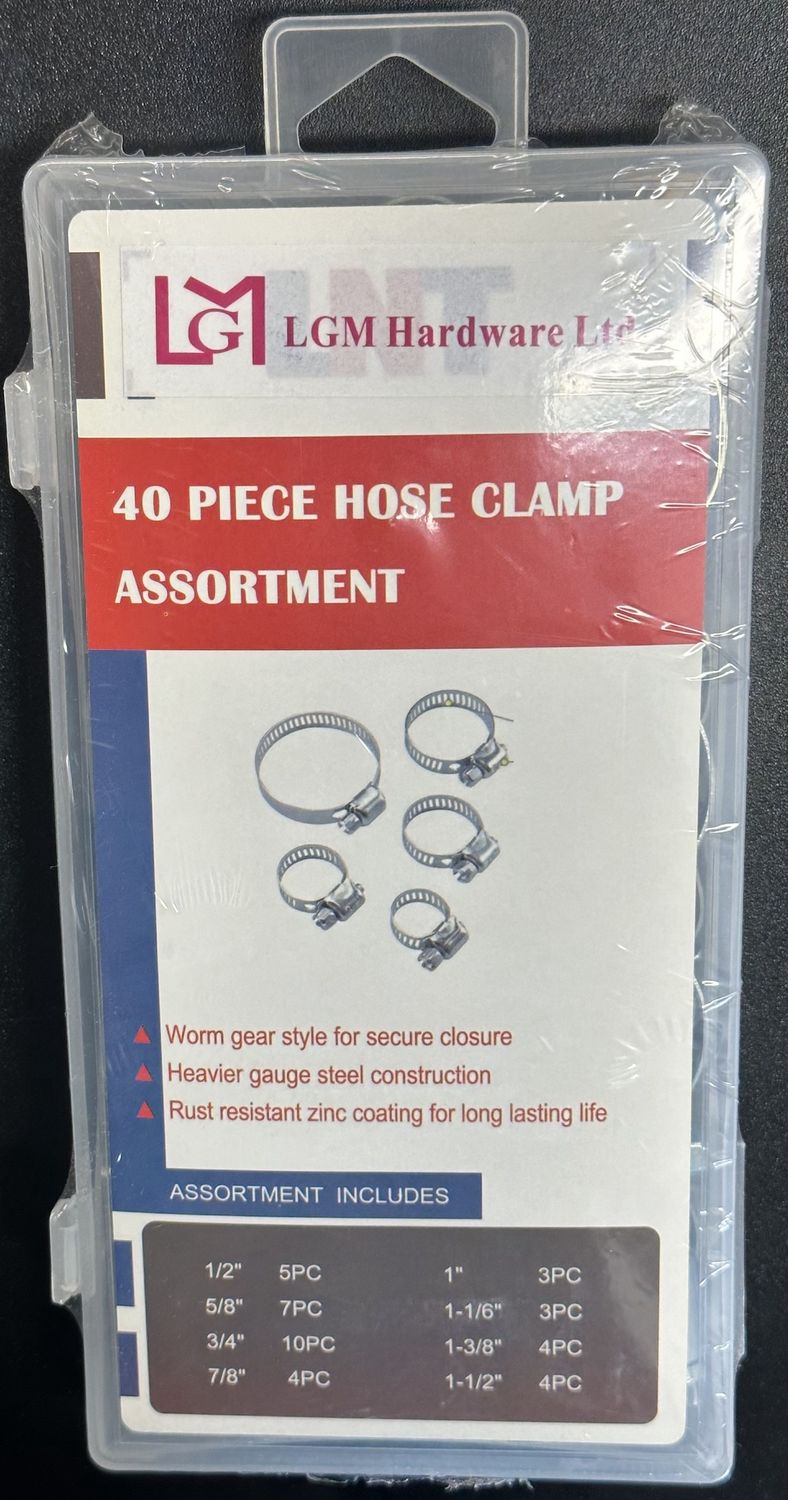 LGM
LNT
LGM Hardware Ltd
40 PIECE HOSE CLAMP
ASSORTMENT
Worm gear style for secure closure
Heavier gauge steel construction
Rust resistant zinc coating for long lasting life
ASSORTMENT INCLUDES
1/2" 5PC 1" 3PC
5/8" 7PC 1-1/6" 3PC
3/4" 10PC 1-3/8" 4PC
7/8" 4PC 1-1/2" 4PC